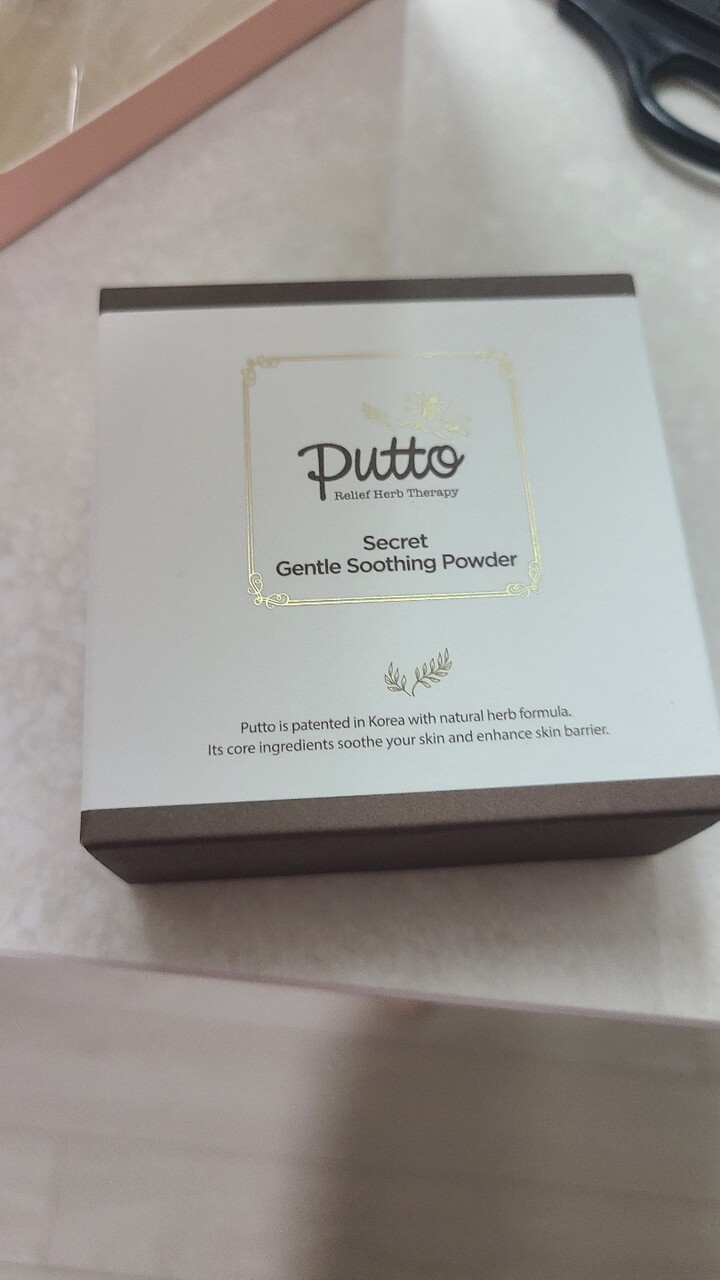 Putto
Relief Herb Therapy
Secret
Gentle Soothing Powder
Putto is patented in Korea with natural herb formula.
Its core ingredients soothe your skin and enhance skin barrier.